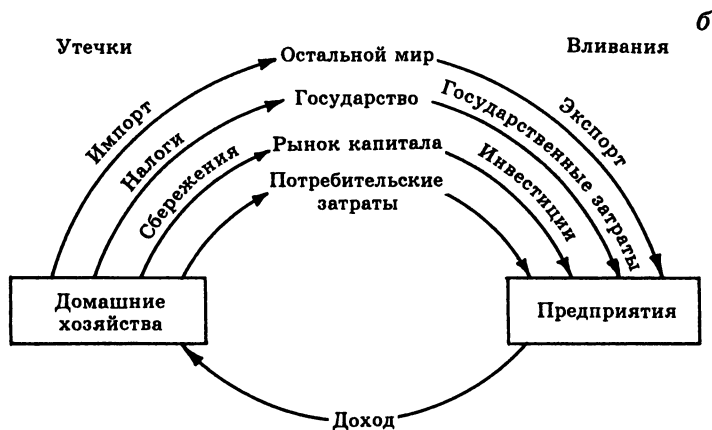 б
Утечки
Вливания
Остальной мир
Импорт
Экспорт
Государство
Налоги
Государственные затраты
Рынок капитала
Сбережения
Инвестиции
Потребительские
затраты
Домашние
хозяйства
Предприятия
Доход